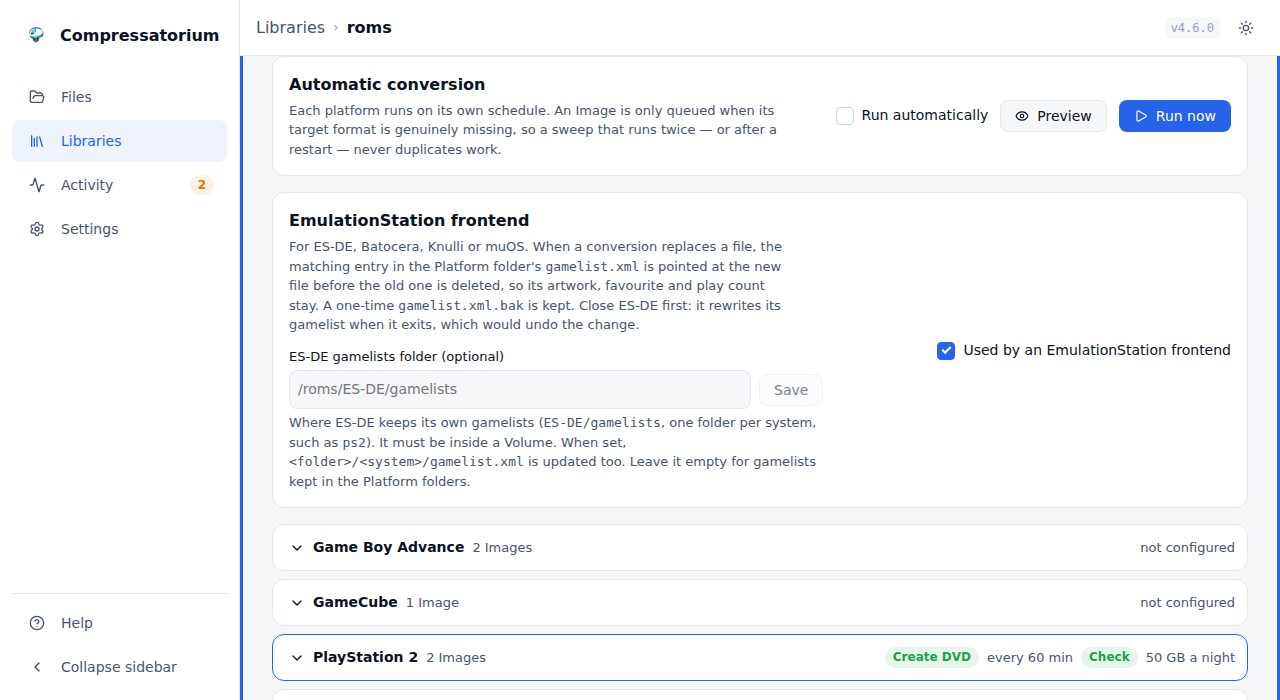 Compressatorium
Files
Libraries
Activity 2
Settings
Help
Collapse sidebar
Libraries › roms
v4.6.0
Automatic conversion
Each platform runs on its own schedule. An Image is only queued when its
target format is genuinely missing, so a sweep that runs twice — or after a
restart — never duplicates work.
Run automatically
Preview
Run now
EmulationStation frontend
For ES-DE, Batocera, Knulli or muOS. When a conversion replaces a file, the
matching entry in the Platform folder's gamelist.xml is pointed at the new
file before the old one is deleted, so its artwork, favourite and play count
stay. A one-time gamelist.xml.bak is kept. Close ES-DE first: it rewrites its
gamelist when it exits, which would undo the change.
ES-DE gamelists folder (optional)
/roms/ES-DE/gamelists
Save
Where ES-DE keeps its own gamelists (ES-DE/gamelists, one folder per system,
such as ps2). It must be inside a Volume. When set,
<folder>/<system>/gamelist.xml is updated too. Leave it empty for gamelists
kept in the Platform folders.
Used by an EmulationStation frontend
Game Boy Advance 2 Images not configured
GameCube 1 Image not configured
PlayStation 2 2 Images Create DVD every 60 min Check 50 GB a night